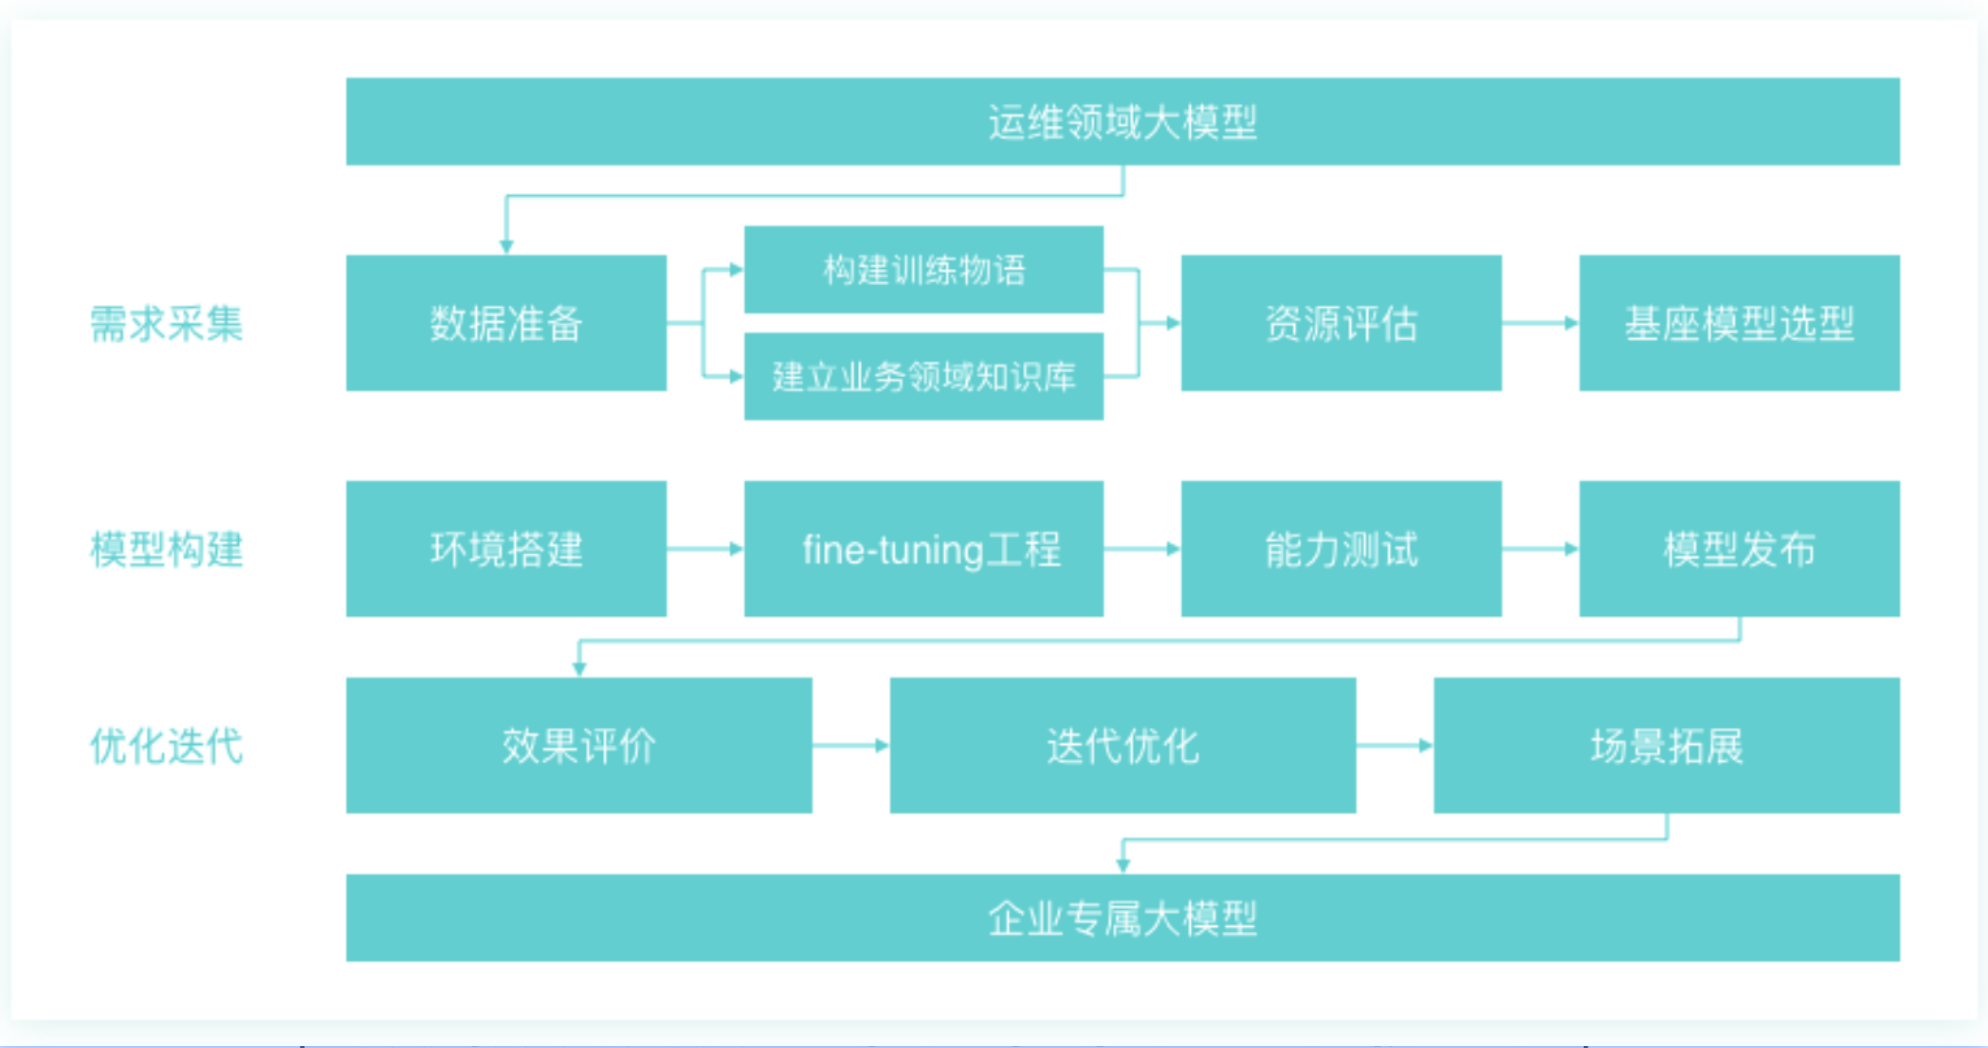 运维领域大模型
需求采集
数据准备
构建训练物语
建立业务领域知识库
资源评估
基座模型选型
模型构建
环境搭建
fine-tuning工程
能力测试
模型发布
优化迭代
效果评价
迭代优化
场景拓展
企业专属大模型